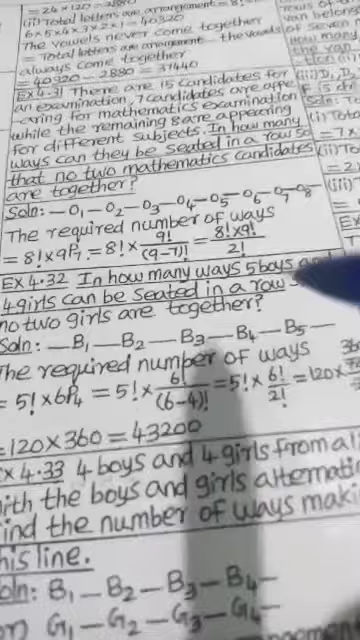 = 24 × 120 = 2880
(ii) Total letters are arrangement = 8!
6 × 5 × 4 × 3 × 2 × 1 = 40320
The vowels never come together
= Total letters are arrangement - the vowels
always come together
= 40320 - 2880 = 37440
EX 4.31 There are 15 candidates for
an examination, 7 candidates are appe
-aring for mathematics examination
while the remaining 8 are appearing
for different subjects. In how many
ways can they be seated in a row so
that no two mathematics candidates
are together?
Soln: -O1-O2-O3-O4-O5-O6-O7-O8
The required number of ways
= 8! × 9P7 = 8! × 9!/(9-7)! = 8! × 9!/2!
EX 4.32 In how many ways 5 boys and
4 girls can be seated in a row
no two girls are together?
Soln: -B1-B2-B3-B4-B5-
The required number of ways
= 5! × 6P4 = 5! × 6!/(6-4)! = 5! × 6!/2! = 120 ×
= 120 × 360 = 43200
EX 4.33 4 boys and 4 girls from a
with the boys and girls alternati
ind the number of ways maki
his line.
Soln: B1-B2-B3-B4-
G1-G2-G3-G4-